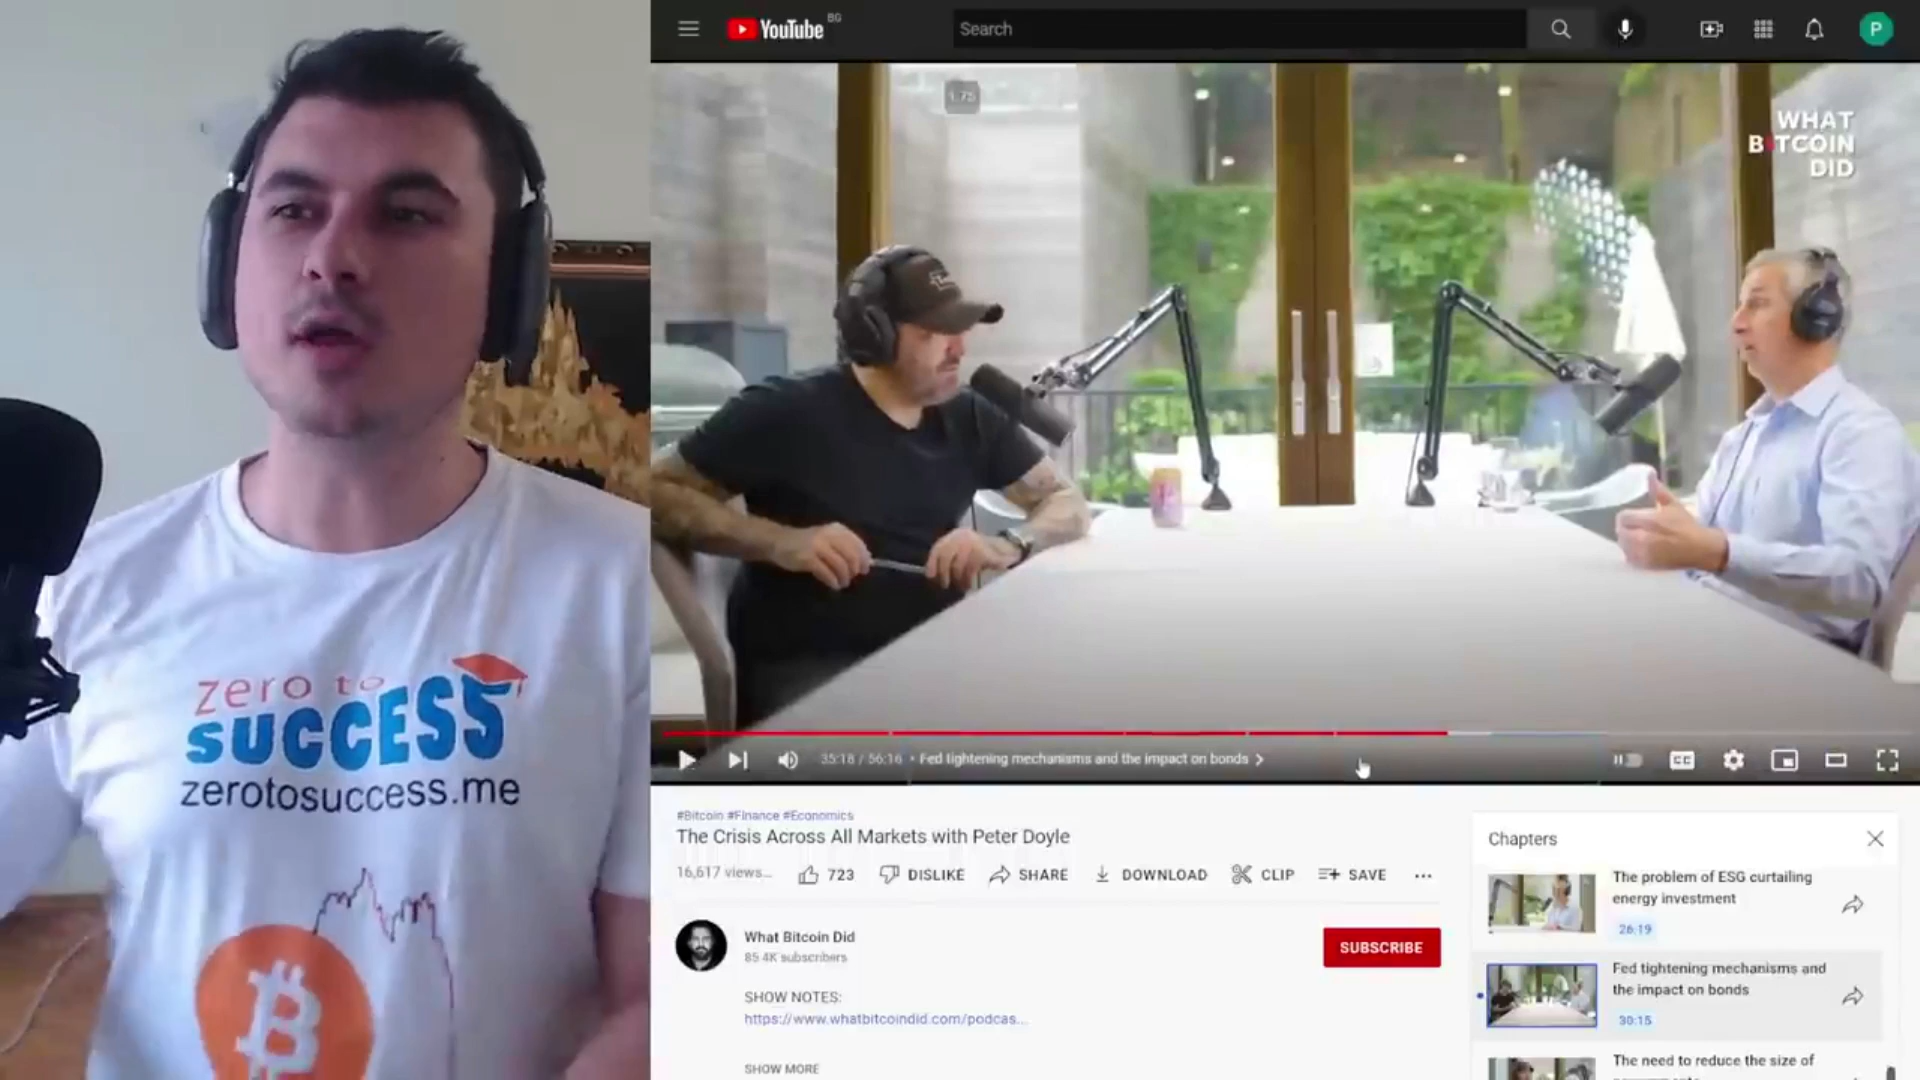 zero to
SUCCESS
zerotosuccess.me
YouTube
BG
Search
P
1.75
WHAT
BITCOIN
DID
35:18 / 56:16 • Fed tightening mechanisms and the impact on bonds
CC
#Bitcoin #Finance #Economics
The Crisis Across All Markets with Peter Doyle
16,617 views...
723
DISLIKE
SHARE
DOWNLOAD
CLIP
SAVE
What Bitcoin Did
85.4K subscribers
SUBSCRIBE
SHOW NOTES:
https://www.whatbitcoindid.com/podcas...
SHOW MORE
Chapters
The problem of ESG curtailing
energy investment
26:19
Fed tightening mechanisms and
the impact on bonds
30:15
The need to reduce the size of